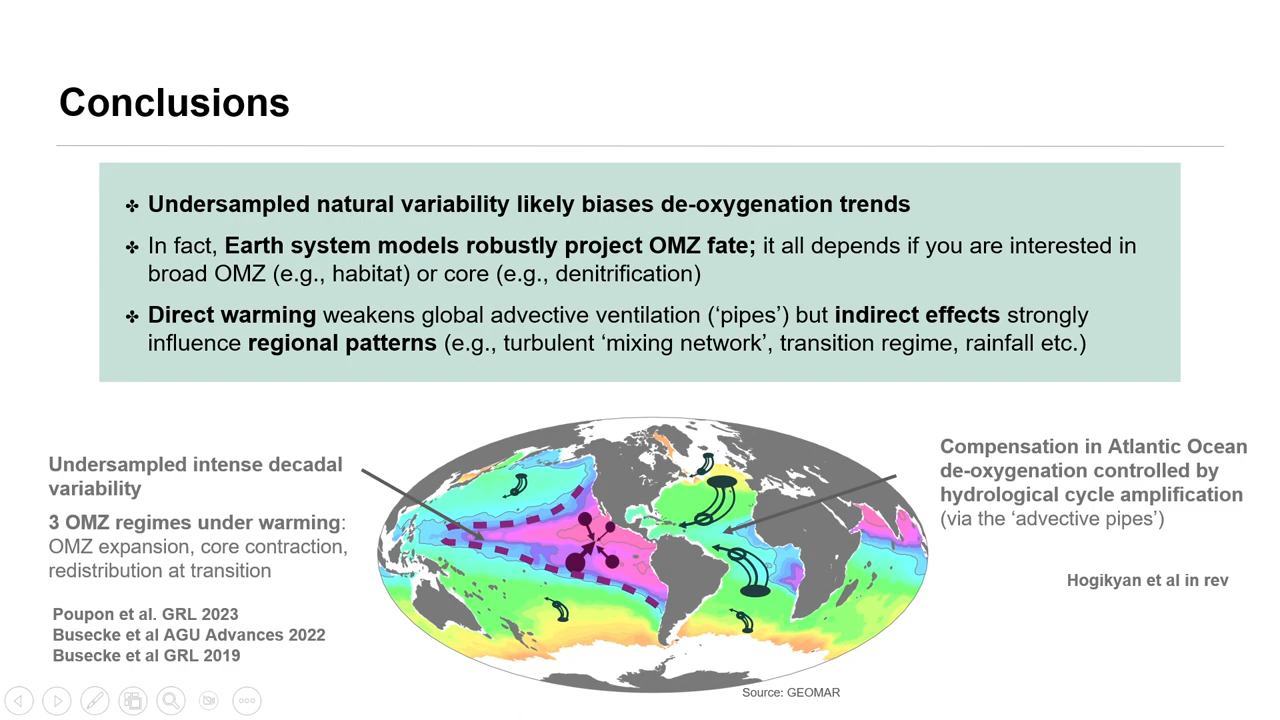 Conclusions
✤ Undersampled natural variability likely biases de-oxygenation trends
✤ In fact, Earth system models robustly project OMZ fate; it all depends if you are interested in
broad OMZ (e.g., habitat) or core (e.g., denitrification)
✤ Direct warming weakens global advective ventilation (‘pipes’) but indirect effects strongly
influence regional patterns (e.g., turbulent ‘mixing network’, transition regime, rainfall etc.)
Undersampled intense decadal
variability
3 OMZ regimes under warming:
OMZ expansion, core contraction,
redistribution at transition
Poupon et al. GRL 2023
Busecke et al AGU Advances 2022
Busecke et al GRL 2019
Compensation in Atlantic Ocean
de-oxygenation controlled by
hydrological cycle amplification
(via the ‘advective pipes’)
Hogikyan et al in rev
Source: GEOMAR